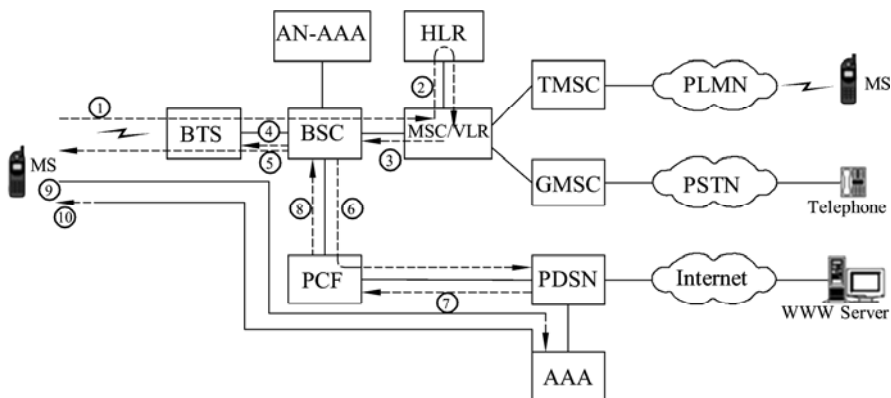 AN-AAA
HLR
②
TMSC
PLMN
MS
①
BTS
④
BSC
MSC/VLR
⑤
③
MS
⑨
⑩
GMSC
PSTN
Telephone
⑧
⑥
PCF
PDSN
Internet
⑦
WWW Server
AAA